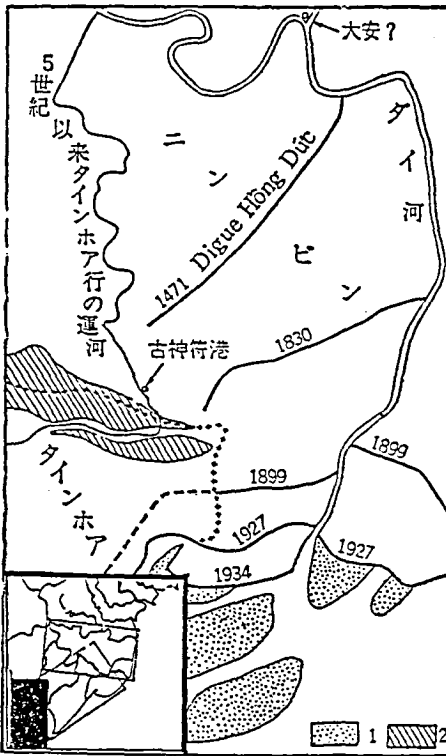 大安？
5世紀以来タインホア行の運河
ニンビン
タイ河
1471 Digue Hồng Dức
1830
古神符港
1899
1899
タインホア
1927
1927
1934
1
2